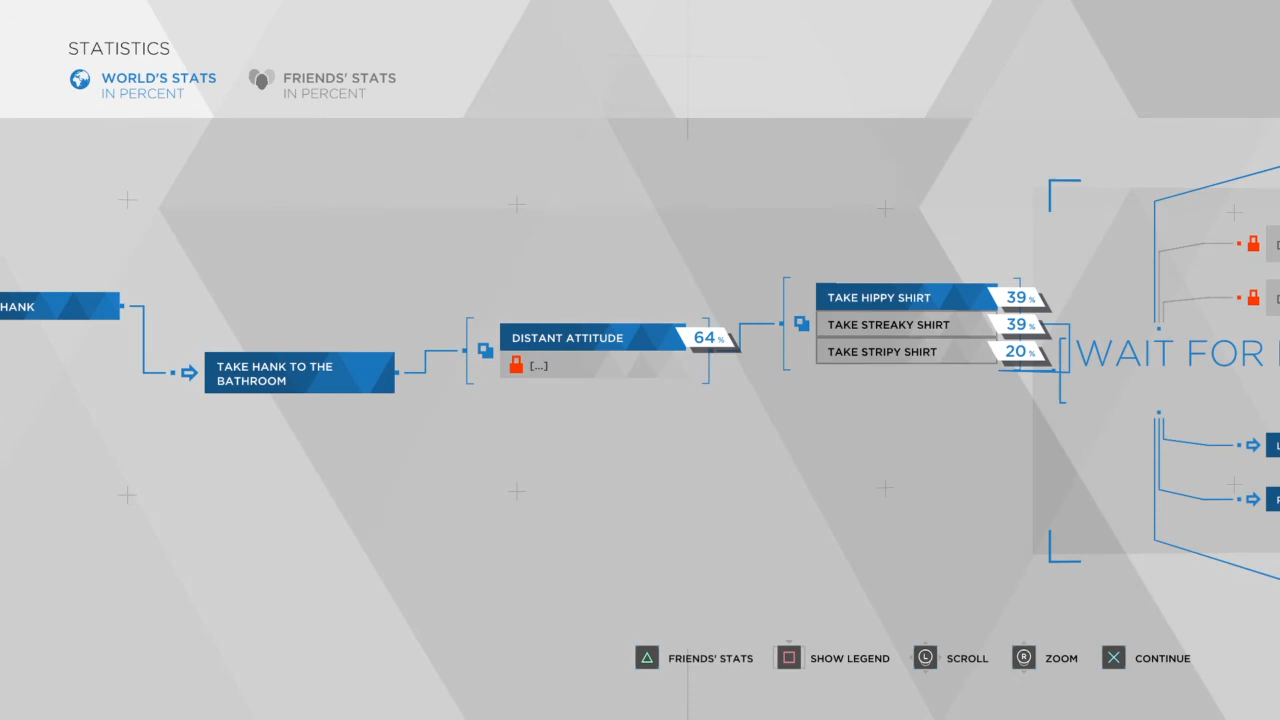 STATISTICS
WORLD'S STATS
IN PERCENT
FRIENDS' STATS
IN PERCENT
HANK
TAKE HANK TO THE
BATHROOM
DISTANT ATTITUDE 64%
[...]
TAKE HIPPY SHIRT 39%
TAKE STREAKY SHIRT 39%
TAKE STRIPY SHIRT 20%
WAIT FOR
FRIENDS' STATS
SHOW LEGEND
L SCROLL
R ZOOM
CONTINUE